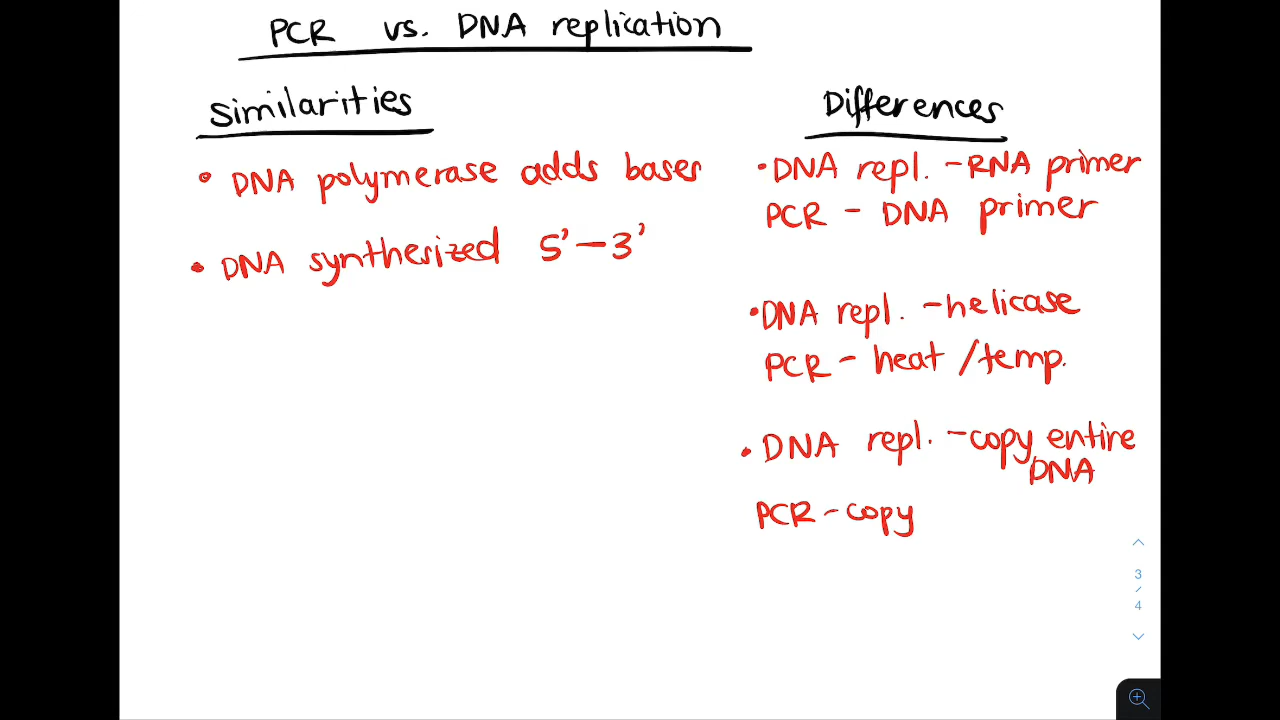 PCR vs. DNA replication
Similarities
• DNA polymerase adds bases
• DNA synthesized 5'-3'
Differences
• DNA repl. - RNA primer
PCR - DNA primer
• DNA repl. - helicase
PCR - heat /temp.
• DNA repl. - copy entire
DNA
PCR - copy
3
/
4